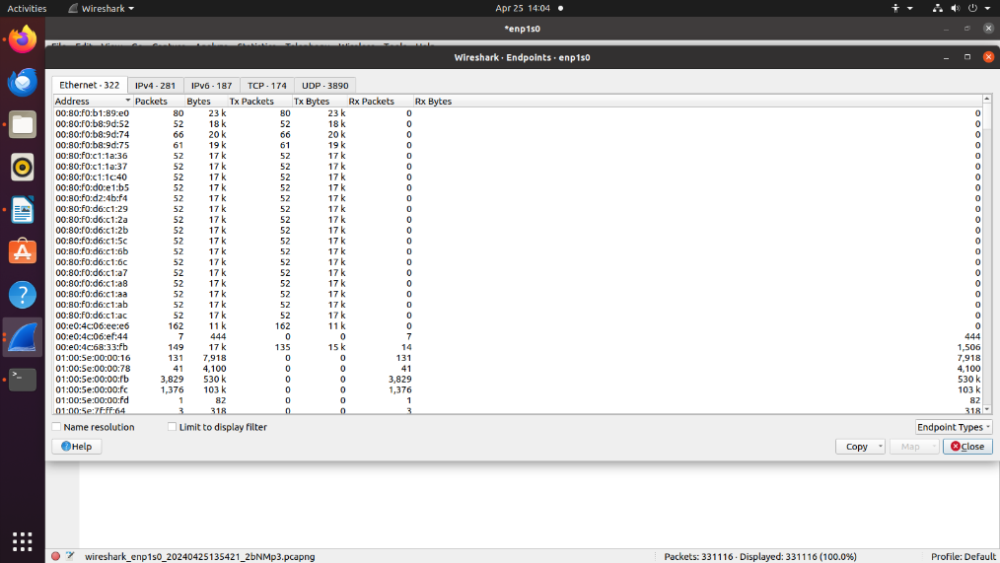 Activities Wireshark Apr 25 14:04
*enp1s0
Wireshark · Endpoints · enp1s0
Ethernet · 322 IPv4 · 281 IPv6 · 187 TCP · 174 UDP · 3890
Address Packets Bytes Tx Packets Tx Bytes Rx Packets Rx Bytes
00:80:f0:b1:89:e0 80 23 k 80 23 k 0 0
00:80:f0:b8:9d:52 52 18 k 52 18 k 0 0
00:80:f0:b8:9d:74 66 20 k 66 20 k 0 0
00:80:f0:b8:9d:75 61 19 k 61 19 k 0 0
00:80:f0:c1:1a:36 52 17 k 52 17 k 0 0
00:80:f0:c1:1a:37 52 17 k 52 17 k 0 0
00:80:f0:c1:1c:40 52 17 k 52 17 k 0 0
00:80:f0:d0:e1:b5 52 17 k 52 17 k 0 0
00:80:f0:d2:4b:f4 52 17 k 52 17 k 0 0
00:80:f0:d6:c1:29 52 17 k 52 17 k 0 0
00:80:f0:d6:c1:2a 52 17 k 52 17 k 0 0
00:80:f0:d6:c1:2b 52 17 k 52 17 k 0 0
00:80:f0:d6:c1:5c 52 17 k 52 17 k 0 0
00:80:f0:d6:c1:6b 52 17 k 52 17 k 0 0
00:80:f0:d6:c1:6c 52 17 k 52 17 k 0 0
00:80:f0:d6:c1:a7 52 17 k 52 17 k 0 0
00:80:f0:d6:c1:a8 52 17 k 52 17 k 0 0
00:80:f0:d6:c1:aa 52 17 k 52 17 k 0 0
00:80:f0:d6:c1:ab 52 17 k 52 17 k 0 0
00:80:f0:d6:c1:ac 52 17 k 52 17 k 0 0
00:e0:4c:06:ee:e6 162 11 k 162 11 k 0 0
00:e0:4c:06:ef:44 7 444 0 0 7 444
00:e0:4c:68:33:fb 149 17 k 135 15 k 14 1,506
01:00:5e:00:00:16 131 7,918 0 0 131 7,918
01:00:5e:00:00:78 41 4,100 0 0 41 4,100
01:00:5e:00:00:fb 3,829 530 k 0 0 3,829 530 k
01:00:5e:00:00:fc 1,376 103 k 0 0 1,376 103 k
01:00:5e:00:00:fd 1 82 0 0 1 82
01:00:5e:7f:ff:64 3 318 0 0 3 318
Name resolution Limit to display filter Endpoint Types
Help Copy Map Close
wireshark_enp1s0_20240425135421_2bNMp3.pcapng Packets: 331116 · Displayed: 331116 (100.0%) Profile: Default